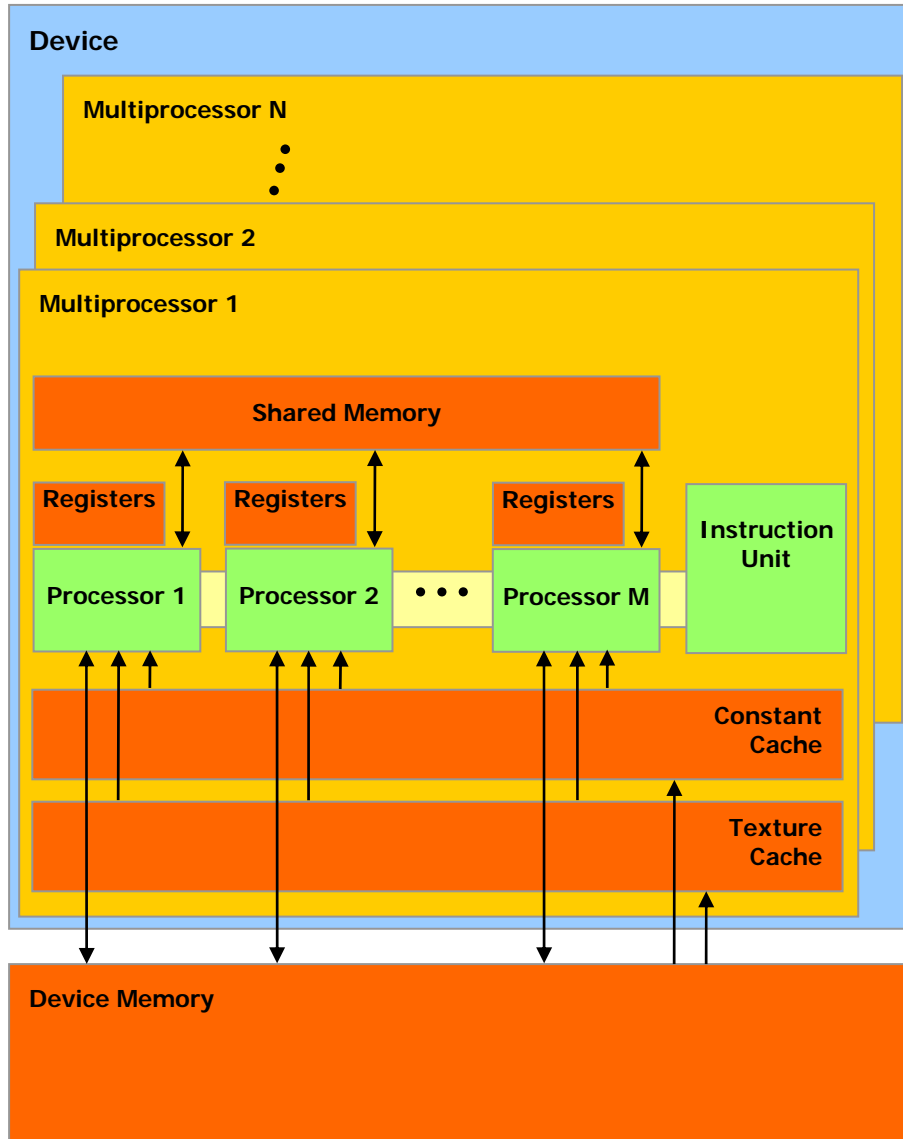 Device
Multiprocessor N
Multiprocessor 2
Multiprocessor 1
Shared Memory
Registers
Registers
Registers
Instruction
Unit
Processor 1
Processor 2
Processor M
Constant
Cache
Texture
Cache
Device Memory